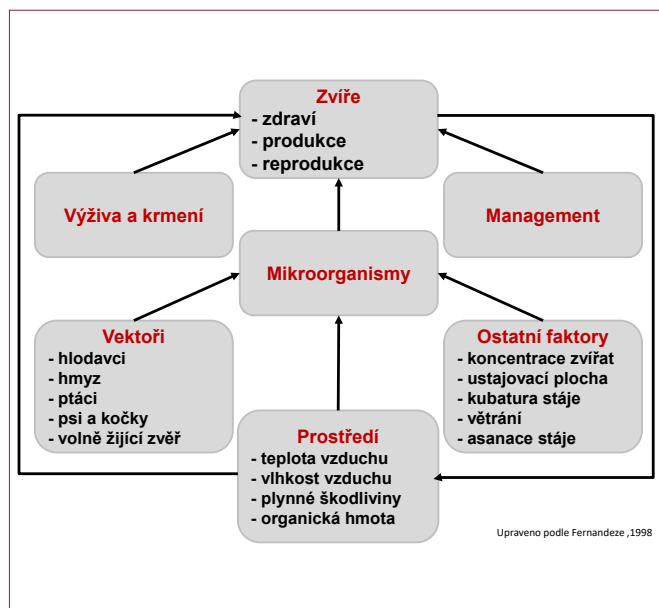 Zvíře
- zdraví
- produkce
- reprodukce
Výživa a krmení
Management
Mikroorganismy
Vektoři
- hlodavci
- hmyz
- ptáci
- psi a kočky
- volně žijící zvěř
Ostatní faktory
- koncentrace zvířat
- ustajovací plocha
- kubatura stáje
- větrání
- asanace stáje
Prostředí
- teplota vzduchu
- vlhkost vzduchu
- plynné škodliviny
- organická hmota
Upraveno podle Fernandeze ,1998